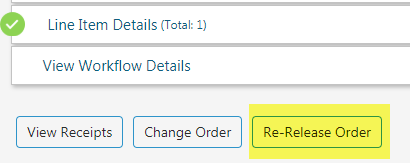 Line Item Details (Total: 1)
View Workflow Details
View Receipts Change Order Re-Release Order